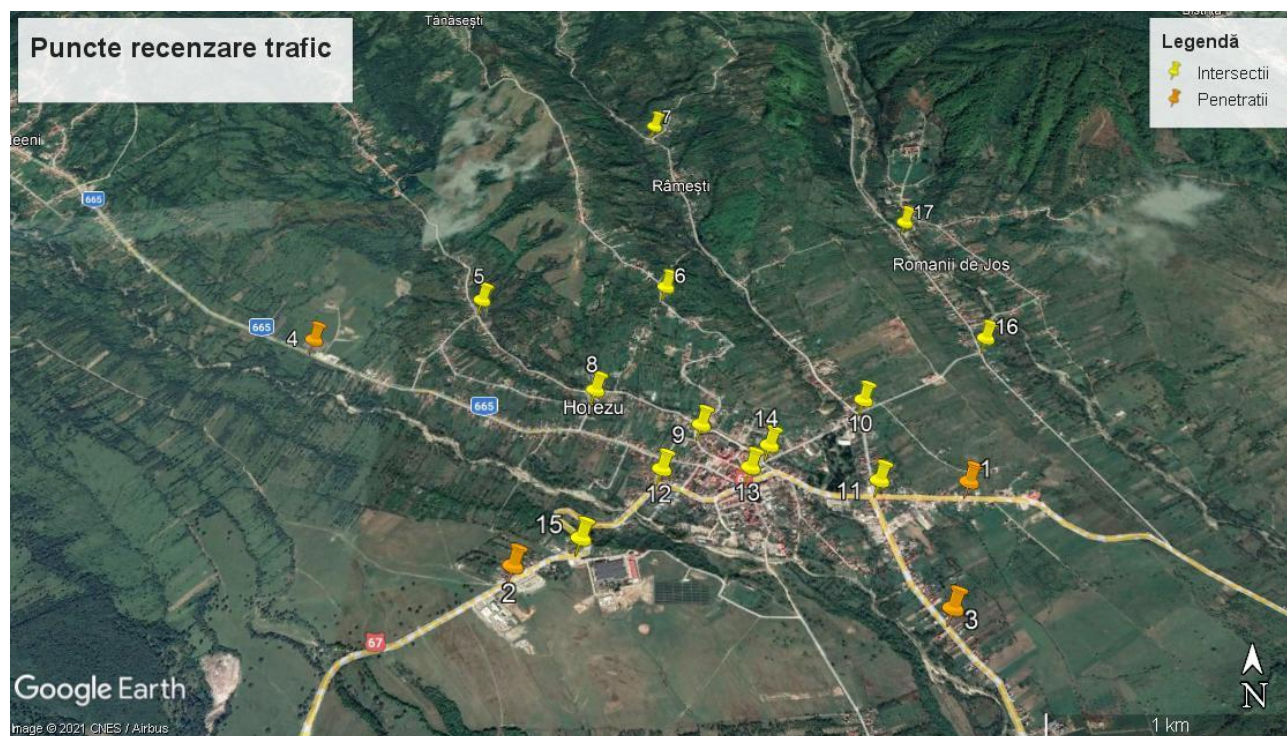 Tănăsești
Puncte recenzare trafic
Legendă
Intersectii
Penetratii
7
eeni
Râmești
665
17
Romanii de Jos
5
6
665
4
16
8
665
Horezu
14
9
10
1
12
13
11
15
2
3
67
Google Earth
N
Image © 2021 CNES / Airbus
1 km